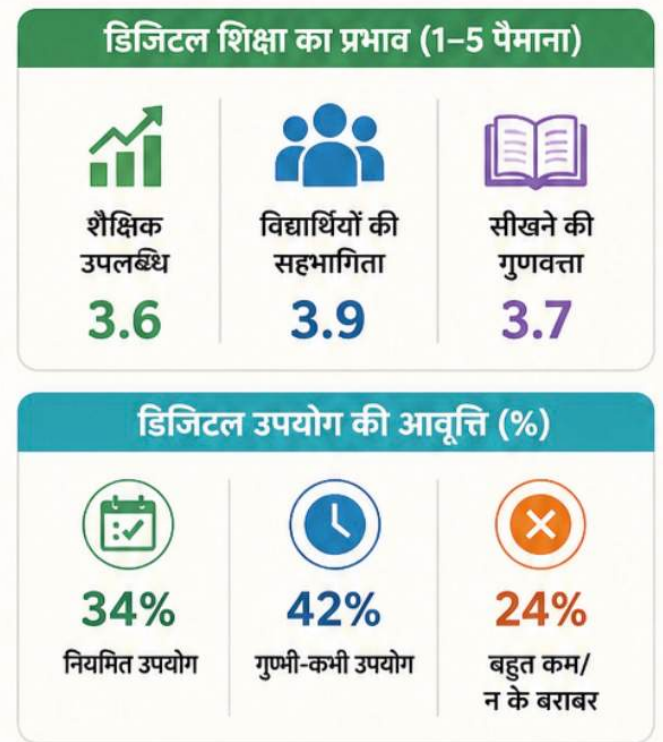 डिजिटल शिक्षा का प्रभाव (1–5 पैमाना)
शैक्षिक
उपलब्धि
3.6
विद्यार्थियों की
सहभागिता
3.9
सीखने की
गुणवत्ता
3.7
डिजिटल उपयोग की आवृत्ति (%)
34%
नियमित उपयोग
42%
गुण्भी-कभी उपयोग
24%
बहुत कम/
न के बराबर